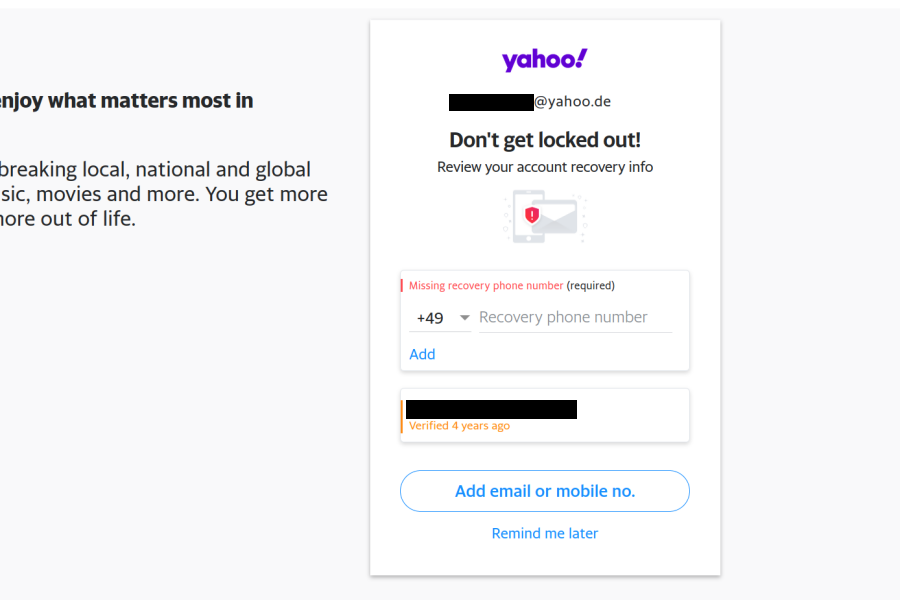 enjoy what matters most in
breaking local, national and global
sic, movies and more. You get more
more out of life.
yahoo!
@yahoo.de
Don't get locked out!
Review your account recovery info
Missing recovery phone number (required)
+49 Recovery phone number
Add
Verified 4 years ago
Add email or mobile no.
Remind me later